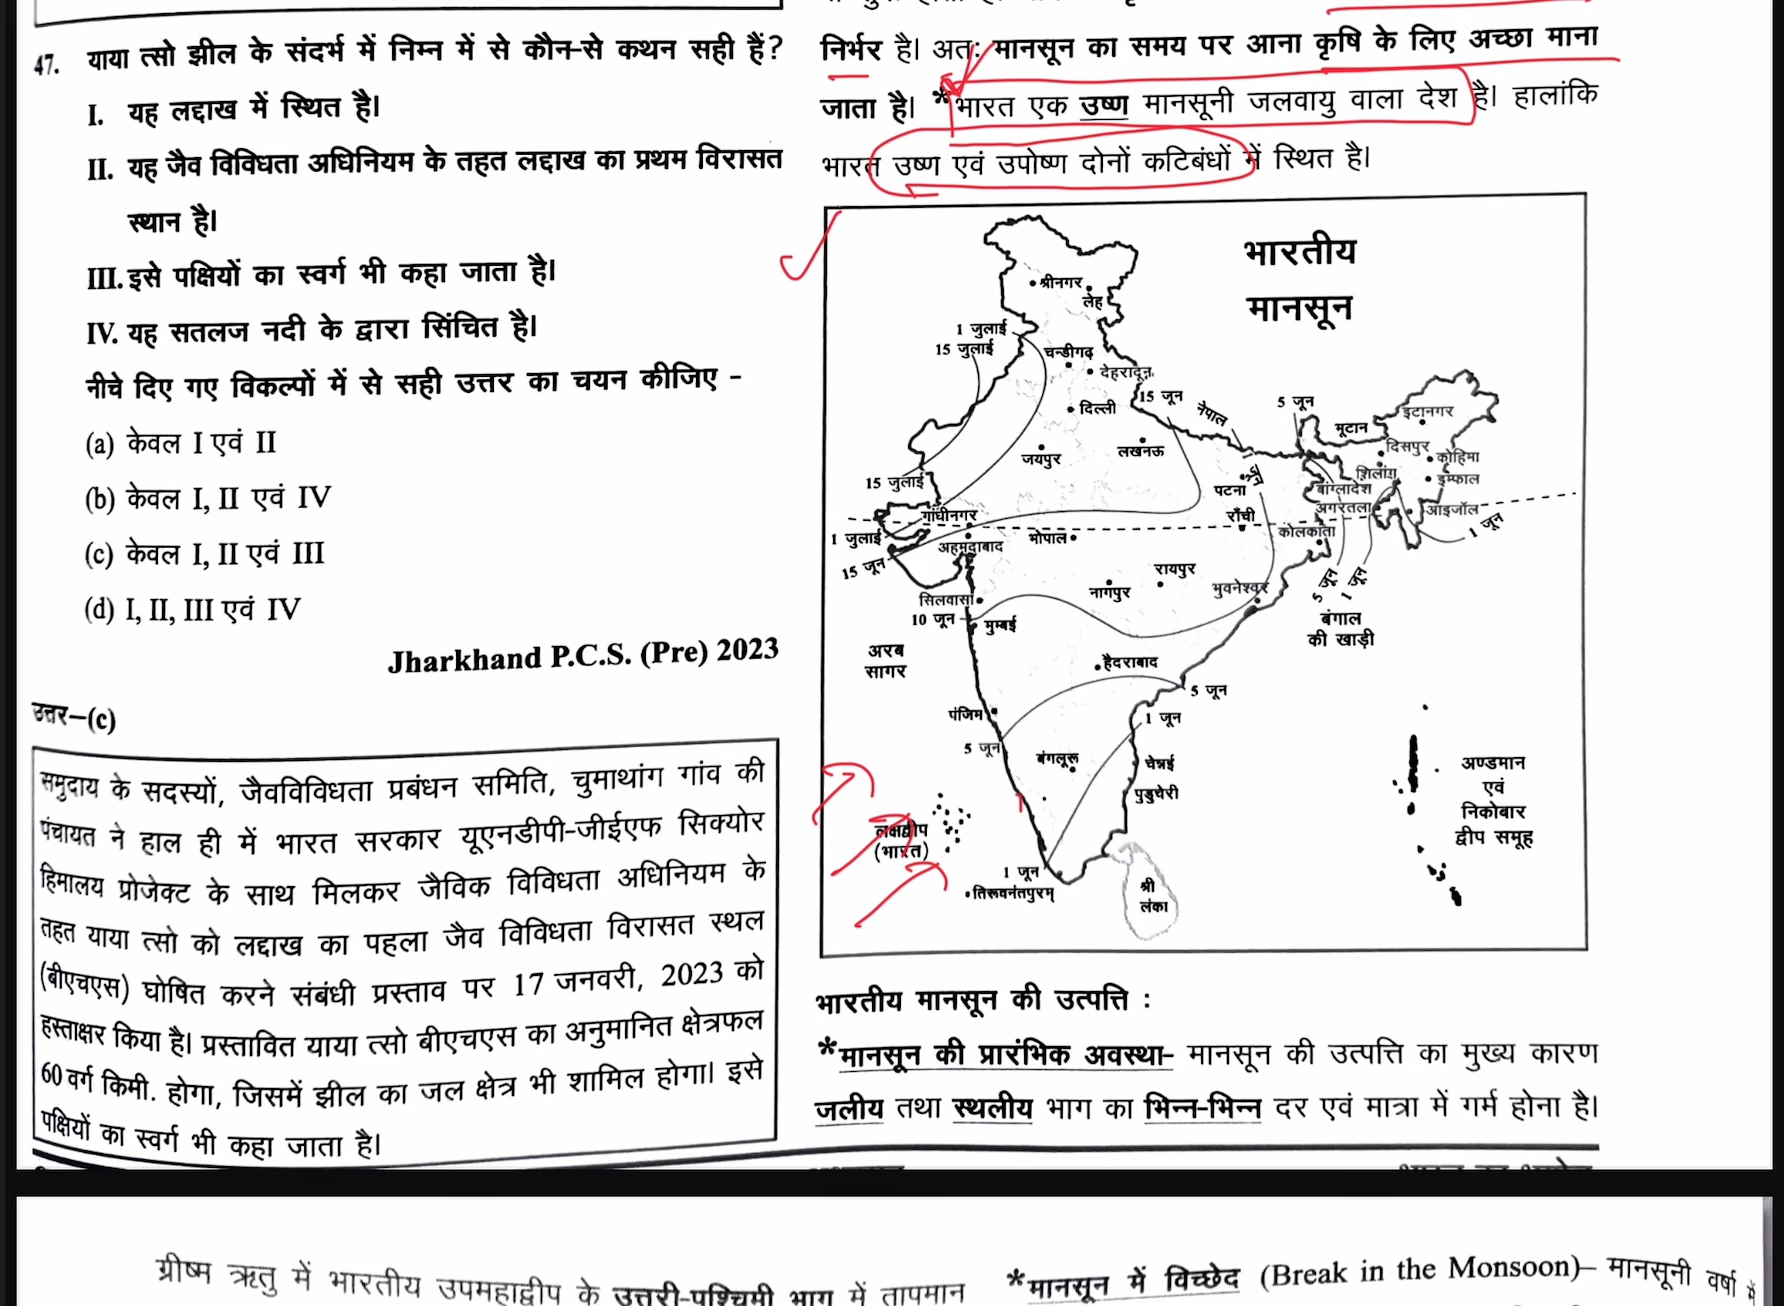 47. याया त्सो झील के संदर्भ में निम्न में से कौन-से कथन सही हैं?
I. यह लद्दाख में स्थित है।
II. यह जैव विविधता अधिनियम के तहत लद्दाख का प्रथम विरासत
स्थान है।
III. इसे पक्षियों का स्वर्ग भी कहा जाता है।
IV. यह सतलज नदी के द्वारा सिंचित है।
नीचे दिए गए विकल्पों में से सही उत्तर का चयन कीजिए -
(a) केवल I एवं II
(b) केवल I, II एवं IV
(c) केवल I, II एवं III
(d) I, II, III एवं IV
Jharkhand P.C.S. (Pre) 2023
उत्तर-(c)
समुदाय के सदस्यों, जैवविविधता प्रबंधन समिति, चुमाथांग गांव की
पंचायत ने हाल ही में भारत सरकार यूएनडीपी-जीईएफ सिक्योर
हिमालय प्रोजेक्ट के साथ मिलकर जैविक विविधता अधिनियम के
तहत याया त्सो को लद्दाख का पहला जैव विविधता विरासत स्थल
(बीएचएस) घोषित करने संबंधी प्रस्ताव पर 17 जनवरी, 2023 को
हस्ताक्षर किया है। प्रस्तावित याया त्सो बीएचएस का अनुमानित क्षेत्रफल
60 वर्ग किमी. होगा, जिसमें झील का जल क्षेत्र भी शामिल होगा। इसे
पक्षियों का स्वर्ग भी कहा जाता है।
निर्भर है। अतः मानसून का समय पर आना कृषि के लिए अच्छा माना
जाता है। *भारत एक उष्ण मानसूनी जलवायु वाला देश है। हालांकि
भारत उष्ण एवं उपोष्ण दोनों कटिबंधों में स्थित है।
भारतीय
मानसून
श्रीनगर
लेह
1 जुलाई
15 जुलाई
चन्डीगढ़
देहरादून
दिल्ली
15 जून
नेपाल
5 जून
भूटान
इटानगर
दिसपुर
कोहिमा
शिलांग
इम्फाल
जयपुर
लखनऊ
15 जुलाई
पटना
जून
बांग्लादेश
अगरतला
आइजॉल
1 जून
गाँधीनगर
राँची
कोलकाता
1 जुलाई
अहमदाबाद
भोपाल
15 जून
रायपुर
नागपुर
भुवनेश्वर
5 जून
1 जून
सिलवासा
10 जून
मुम्बई
बंगाल
की खाड़ी
अरब
सागर
हैदराबाद
5 जून
पंजिम
1 जून
5 जून
बंगलूरू
चेन्नई
पुडुचेरी
अण्डमान
एवं
निकोबार
द्वीप समूह
लक्षद्वीप
(भारत)
1 जून
तिरूवनंतपुरम्
श्री
लंका
भारतीय मानसून की उत्पत्ति :
*मानसून की प्रारंभिक अवस्था- मानसून की उत्पत्ति का मुख्य कारण
जलीय तथा स्थलीय भाग का भिन्न-भिन्न दर एवं मात्रा में गर्म होना है।
ग्रीष्म ऋतु में भारतीय उपमहाद्वीप के उत्तरी-पश्चिमी भाग में तापमान
*मानसून में विच्छेद (Break in the Monsoon)- मानसूनी वर्षा में